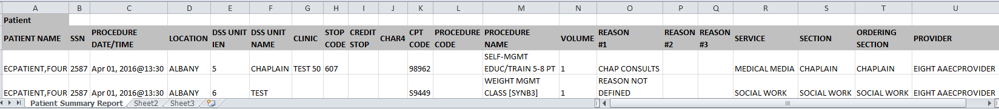 A B C D E F G H I J K L M N O P Q R S T U
Patient
PATIENT NAME SSN PROCEDURE DATE/TIME LOCATION DSS UNIT IEN DSS UNIT NAME CLINIC STOP CODE CREDIT STOP CHAR4 CPT CODE PROCEDURE CODE PROCEDURE NAME VOLUME REASON #1 REASON #2 REASON #3 SERVICE SECTION ORDERING SECTION PROVIDER
ECPATIENT,FOUR 2587 Apr 01, 2016@13:30 ALBANY 5 CHAPLAIN TEST 50 607 98962 SELF-MGMT EDUC/TRAIN 5-8 PT 1 CHAP CONSULTS MEDICAL MEDIA CHAPLAIN CHAPLAIN EIGHT AAECPROVIDER
ECPATIENT,FOUR 2587 Apr 01, 2016@13:30 ALBANY 6 TEST S9449 WEIGHT MGMT CLASS [SYNB3] 1 REASON NOT DEFINED SOCIAL WORK SOCIAL WORK SOCIAL WORK EIGHT AAECPROVIDER
Patient Summary Report Sheet2 Sheet3